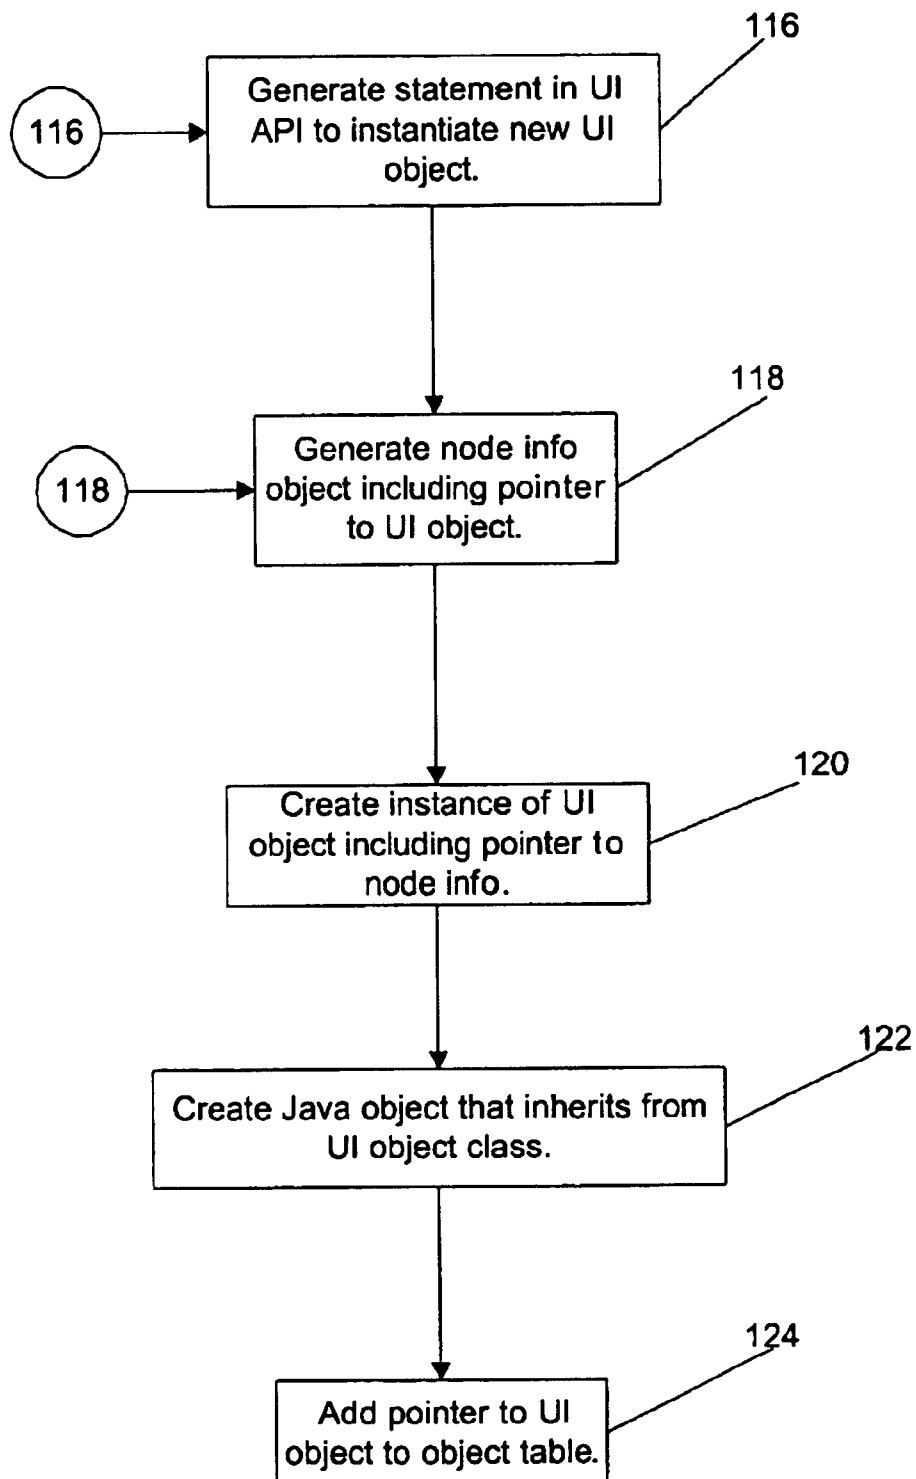 116
116
Generate statement in UI
API to instantiate new UI
object.
118
118
Generate node info
object including pointer
to UI object.
120
Create instance of UI
object including pointer to
node info.
122
Create Java object that inherits from
UI object class.
124
Add pointer to UI
object to object table.